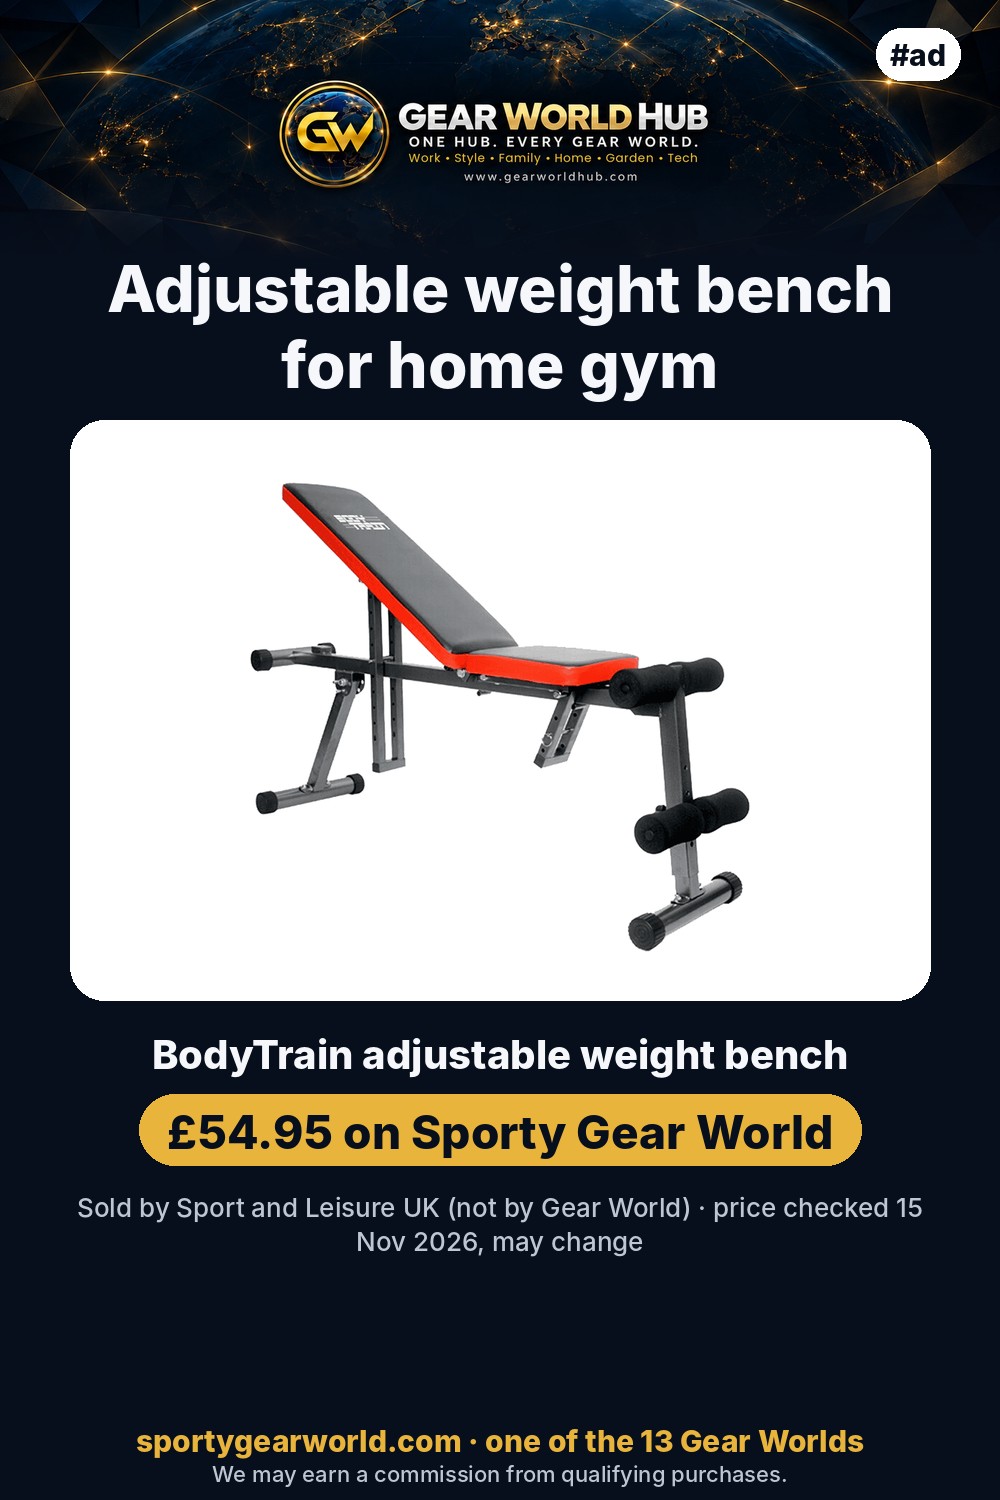 #ad
GW
GEAR WORLD HUB
ONE HUB. EVERY GEAR WORLD.
Work • Style • Family • Home • Garden • Tech
www.gearworldhub.com
Adjustable weight bench
for home gym
BODY
TRAIN
BodyTrain adjustable weight bench
£54.95 on Sporty Gear World
Sold by Sport and Leisure UK (not by Gear World) · price checked 15
Nov 2026, may change
sportygearworld.com · one of the 13 Gear Worlds
We may earn a commission from qualifying purchases.